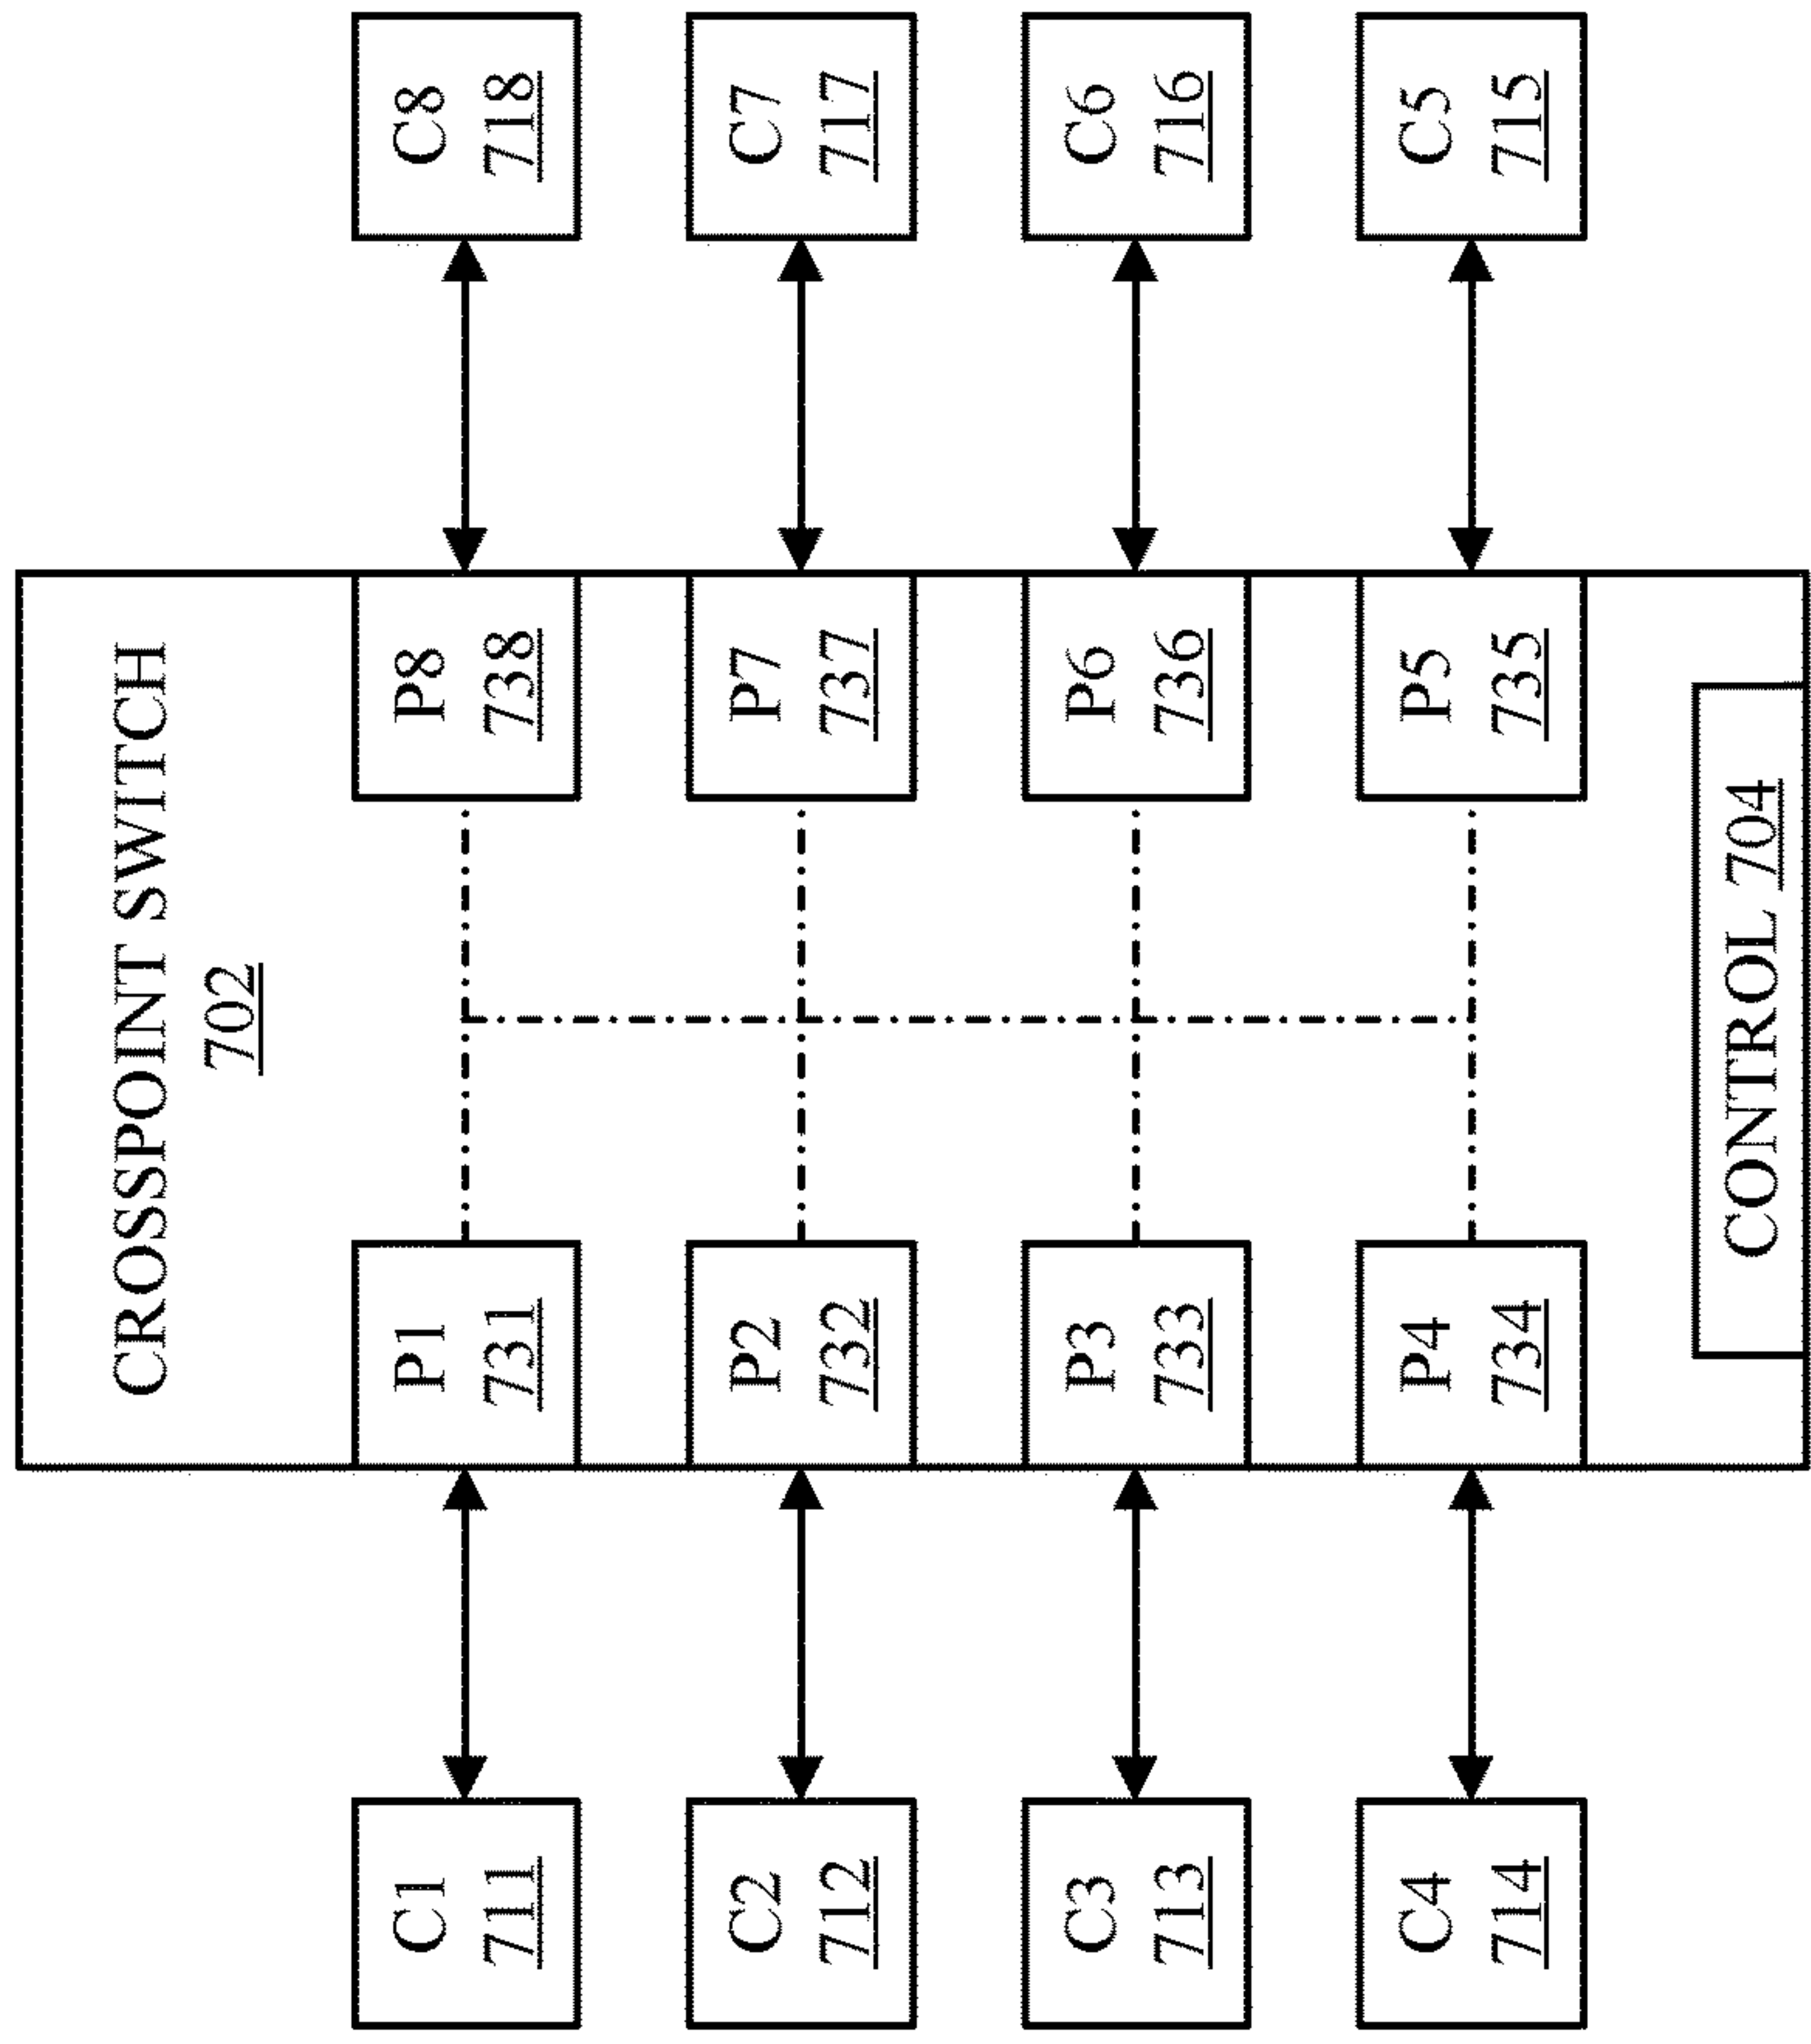 CROSSPOINT SWITCH
702
C1
711
P1
731
P8
738
C8
718
C2
712
P2
732
P7
737
C7
717
C3
713
P3
733
P6
736
C6
716
C4
714
P4
734
P5
735
C5
715
CONTROL 704